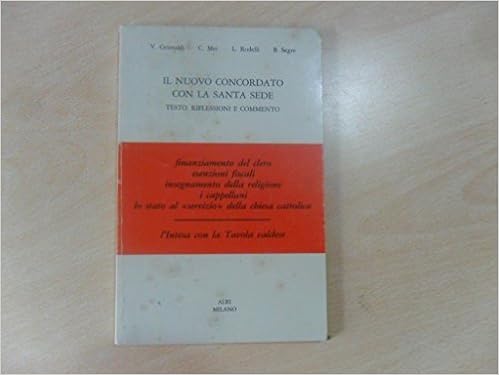 V. Grimaldi C. Mei L. Rodelli B. Segre
IL NUOVO CONCORDATO
CON LA SANTA SEDE
TESTO, RIFLESSIONI E COMMENTO
finanziamento del clero
esenzioni fiscali
insegnamento della religione
i cappellani
lo stato al «servizio» della chiesa cattolica
l'Intesa con la Tavola valdese
ALBI
MILANO